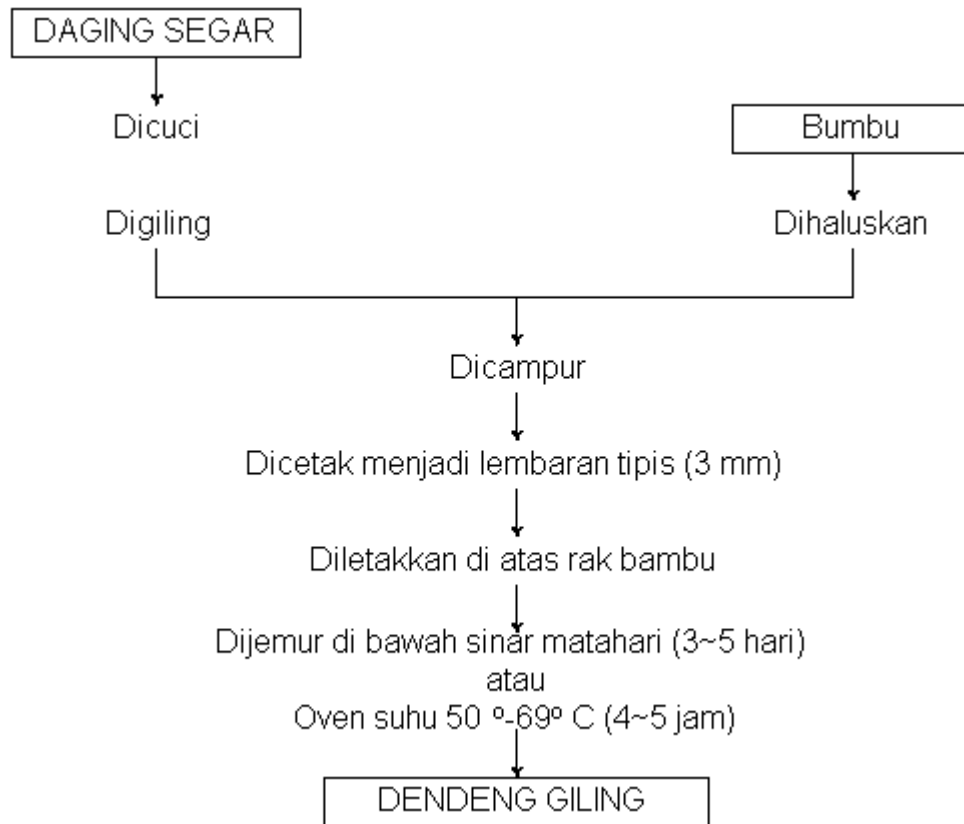 DAGING SEGAR
Dicuci
Bumbu
Digiling
Dihaluskan
Dicampur
Dicetak menjadi lembaran tipis (3 mm)
Diletakkan di atas rak bambu
Dijemur di bawah sinar matahari (3~5 hari)
atau
Oven suhu 50 º-69º C (4~5 jam)
DENDENG GILING